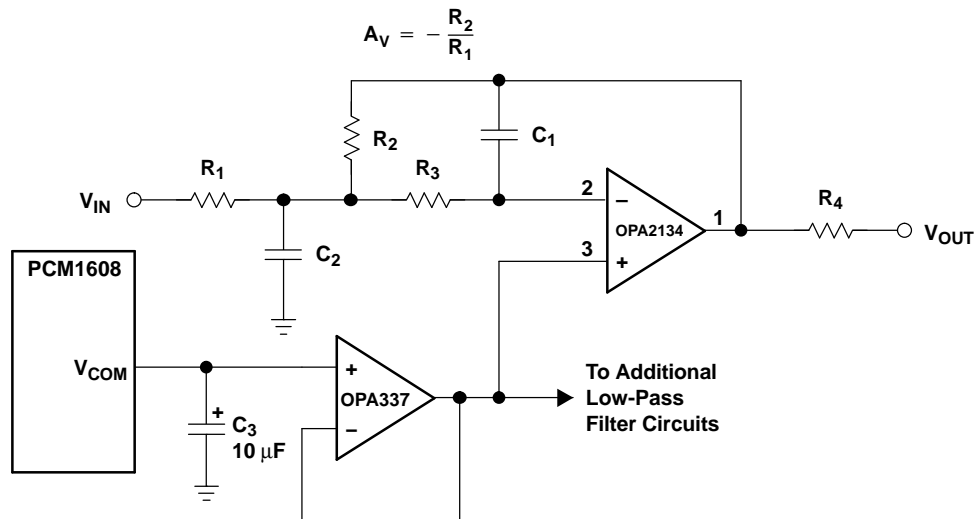 A_V = − R_2 / R_1
R_2
C_1
R_1
R_3
V_IN
2
−
OPA2134
1
R_4
V_OUT
3
+
C_2
PCM1608
V_COM
+
OPA337
−
+
C_3
10 μF
To Additional
Low-Pass
Filter Circuits